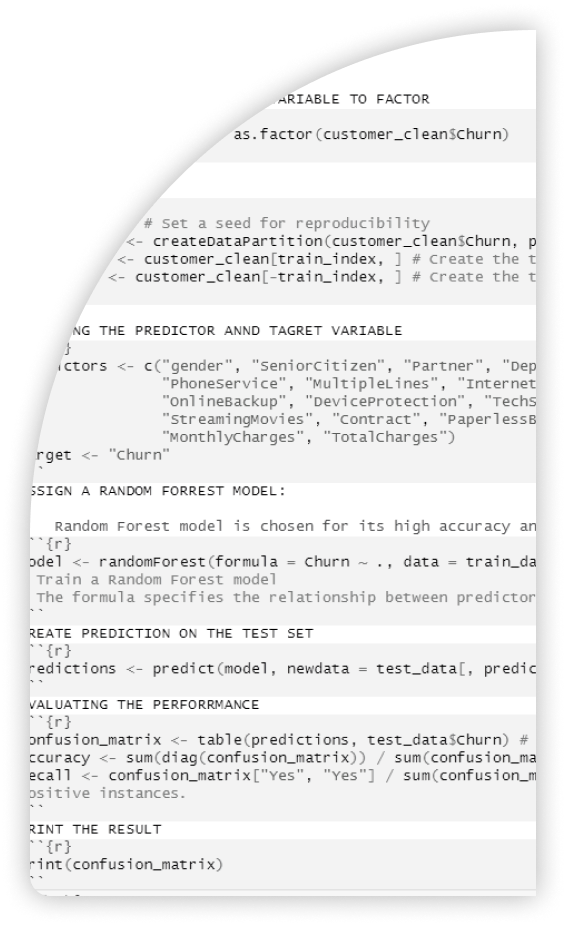 ARIABLE TO FACTOR
as.factor(customer_clean$Churn)
# Set a seed for reproducibility
<- createDataPartition(customer_clean$Churn, p
<- customer_clean[train_index, ] # Create the t
<- customer_clean[-train_index, ] # Create the t
NG THE PREDICTOR ANND TAGRET VARIABLE
}
ictors <- c("gender", "SeniorCitizen", "Partner", "Dep
"PhoneService", "MultipleLines", "Internet
"OnlineBackup", "DeviceProtection", "TechS
"StreamingMovies", "Contract", "PaperlessB
"MonthlyCharges", "TotalCharges")
rget <- "Churn"
`
SSIGN A RANDOM FORREST MODEL:
Random Forest model is chosen for its high accuracy an
``{r}
odel <- randomForest(formula = Churn ~ ., data = train_da
Train a Random Forest model
The formula specifies the relationship between predictor
``
REATE PREDICTION ON THE TEST SET
``{r}
redictions <- predict(model, newdata = test_data[, predic
``
VALUATING THE PERFORRMANCE
``{r}
onfusion_matrix <- table(predictions, test_data$Churn) #
ccuracy <- sum(diag(confusion_matrix)) / sum(confusion_ma
ecall <- confusion_matrix["Yes", "Yes"] / sum(confusion_m
ositive instances.
``
RINT THE RESULT
``{r}
rint(confusion_matrix)
``